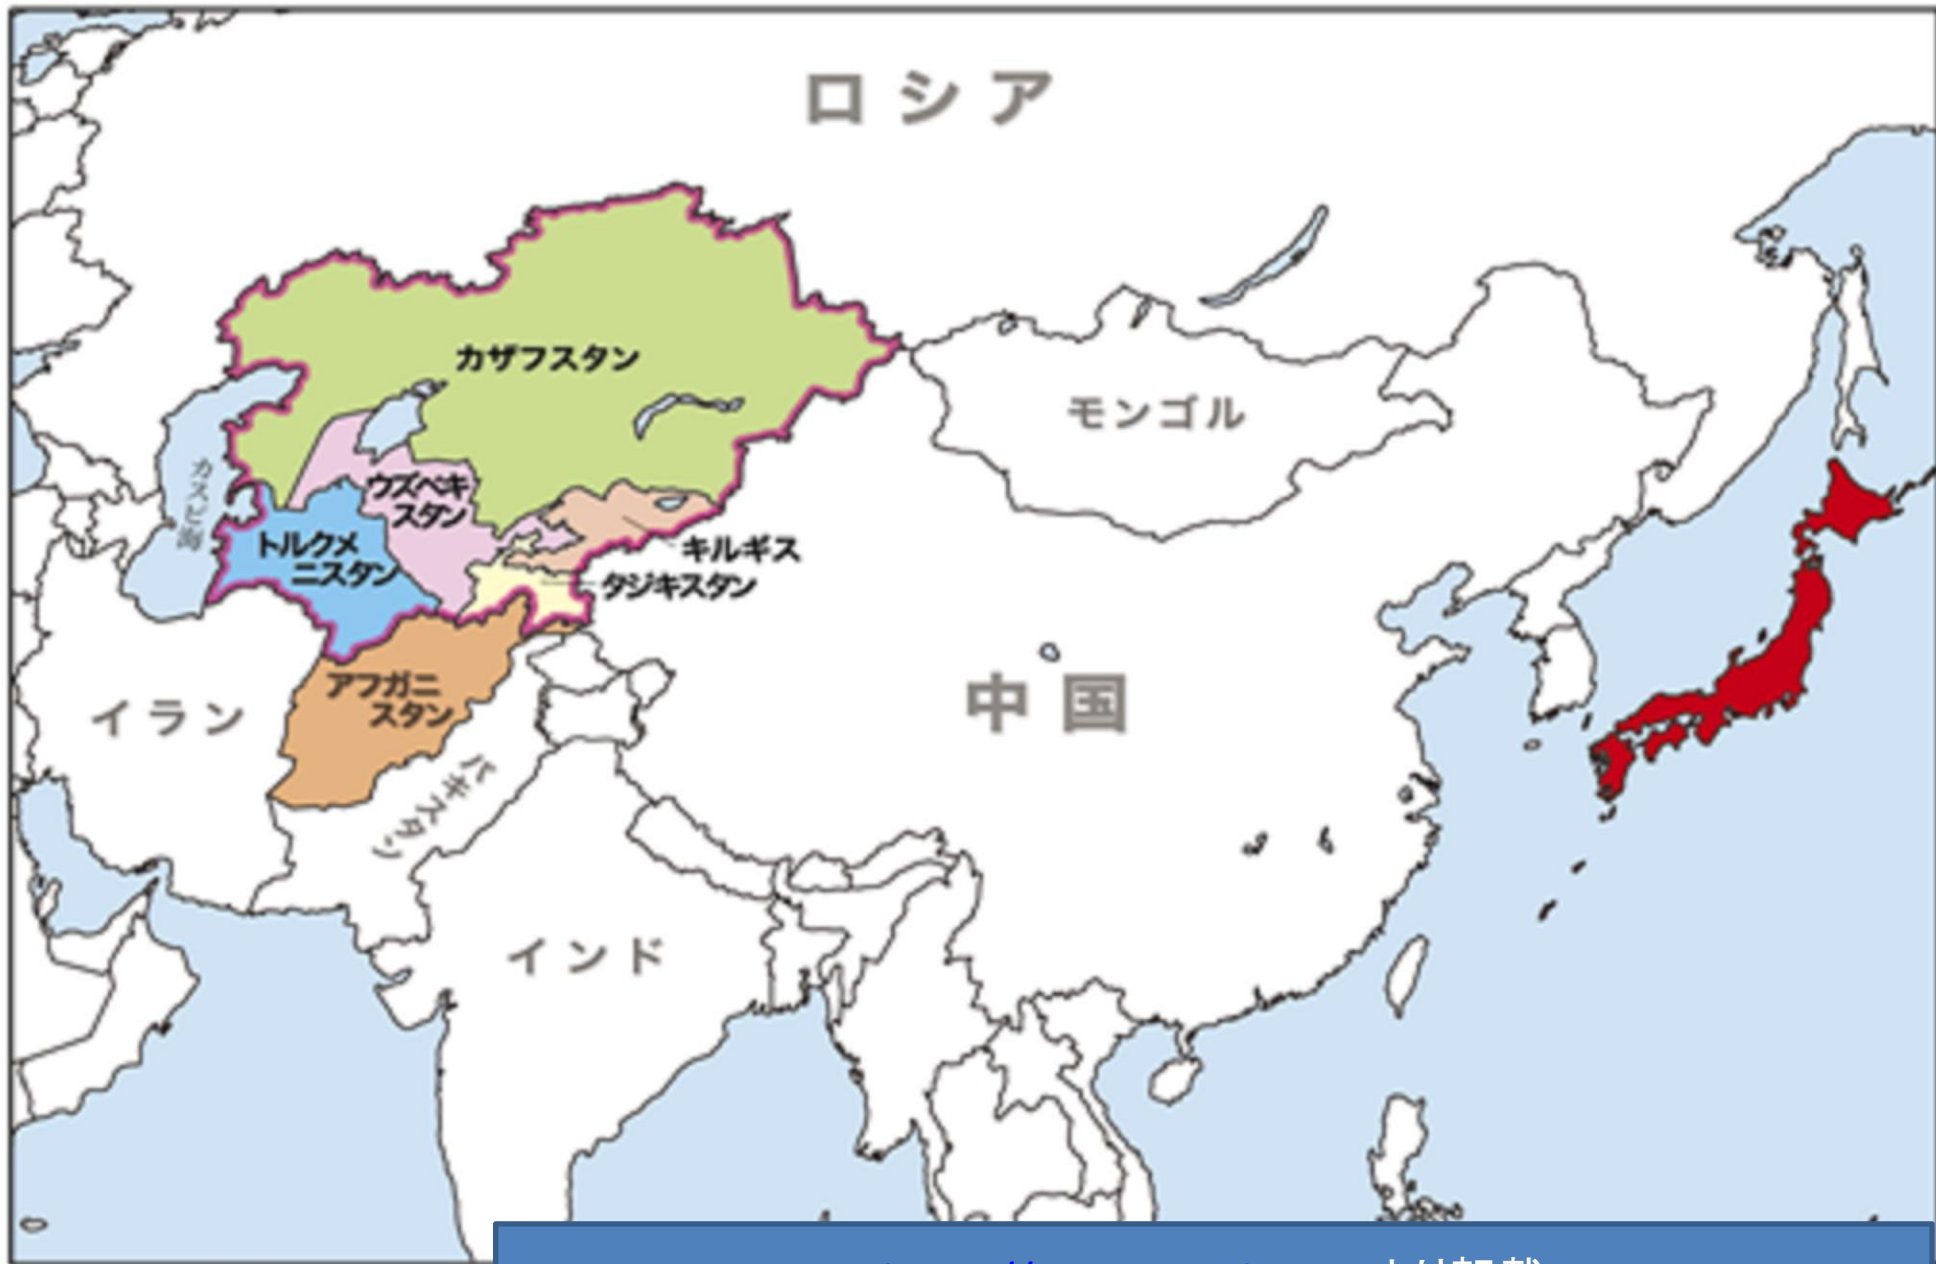 ロシア
カザフスタン
モンゴル
カスピ海
ウズベキ
スタン
トルクメ
ニスタン
キルギス
タジキスタン
中国
アフガニ
スタン
イラン
パキスタン
インド